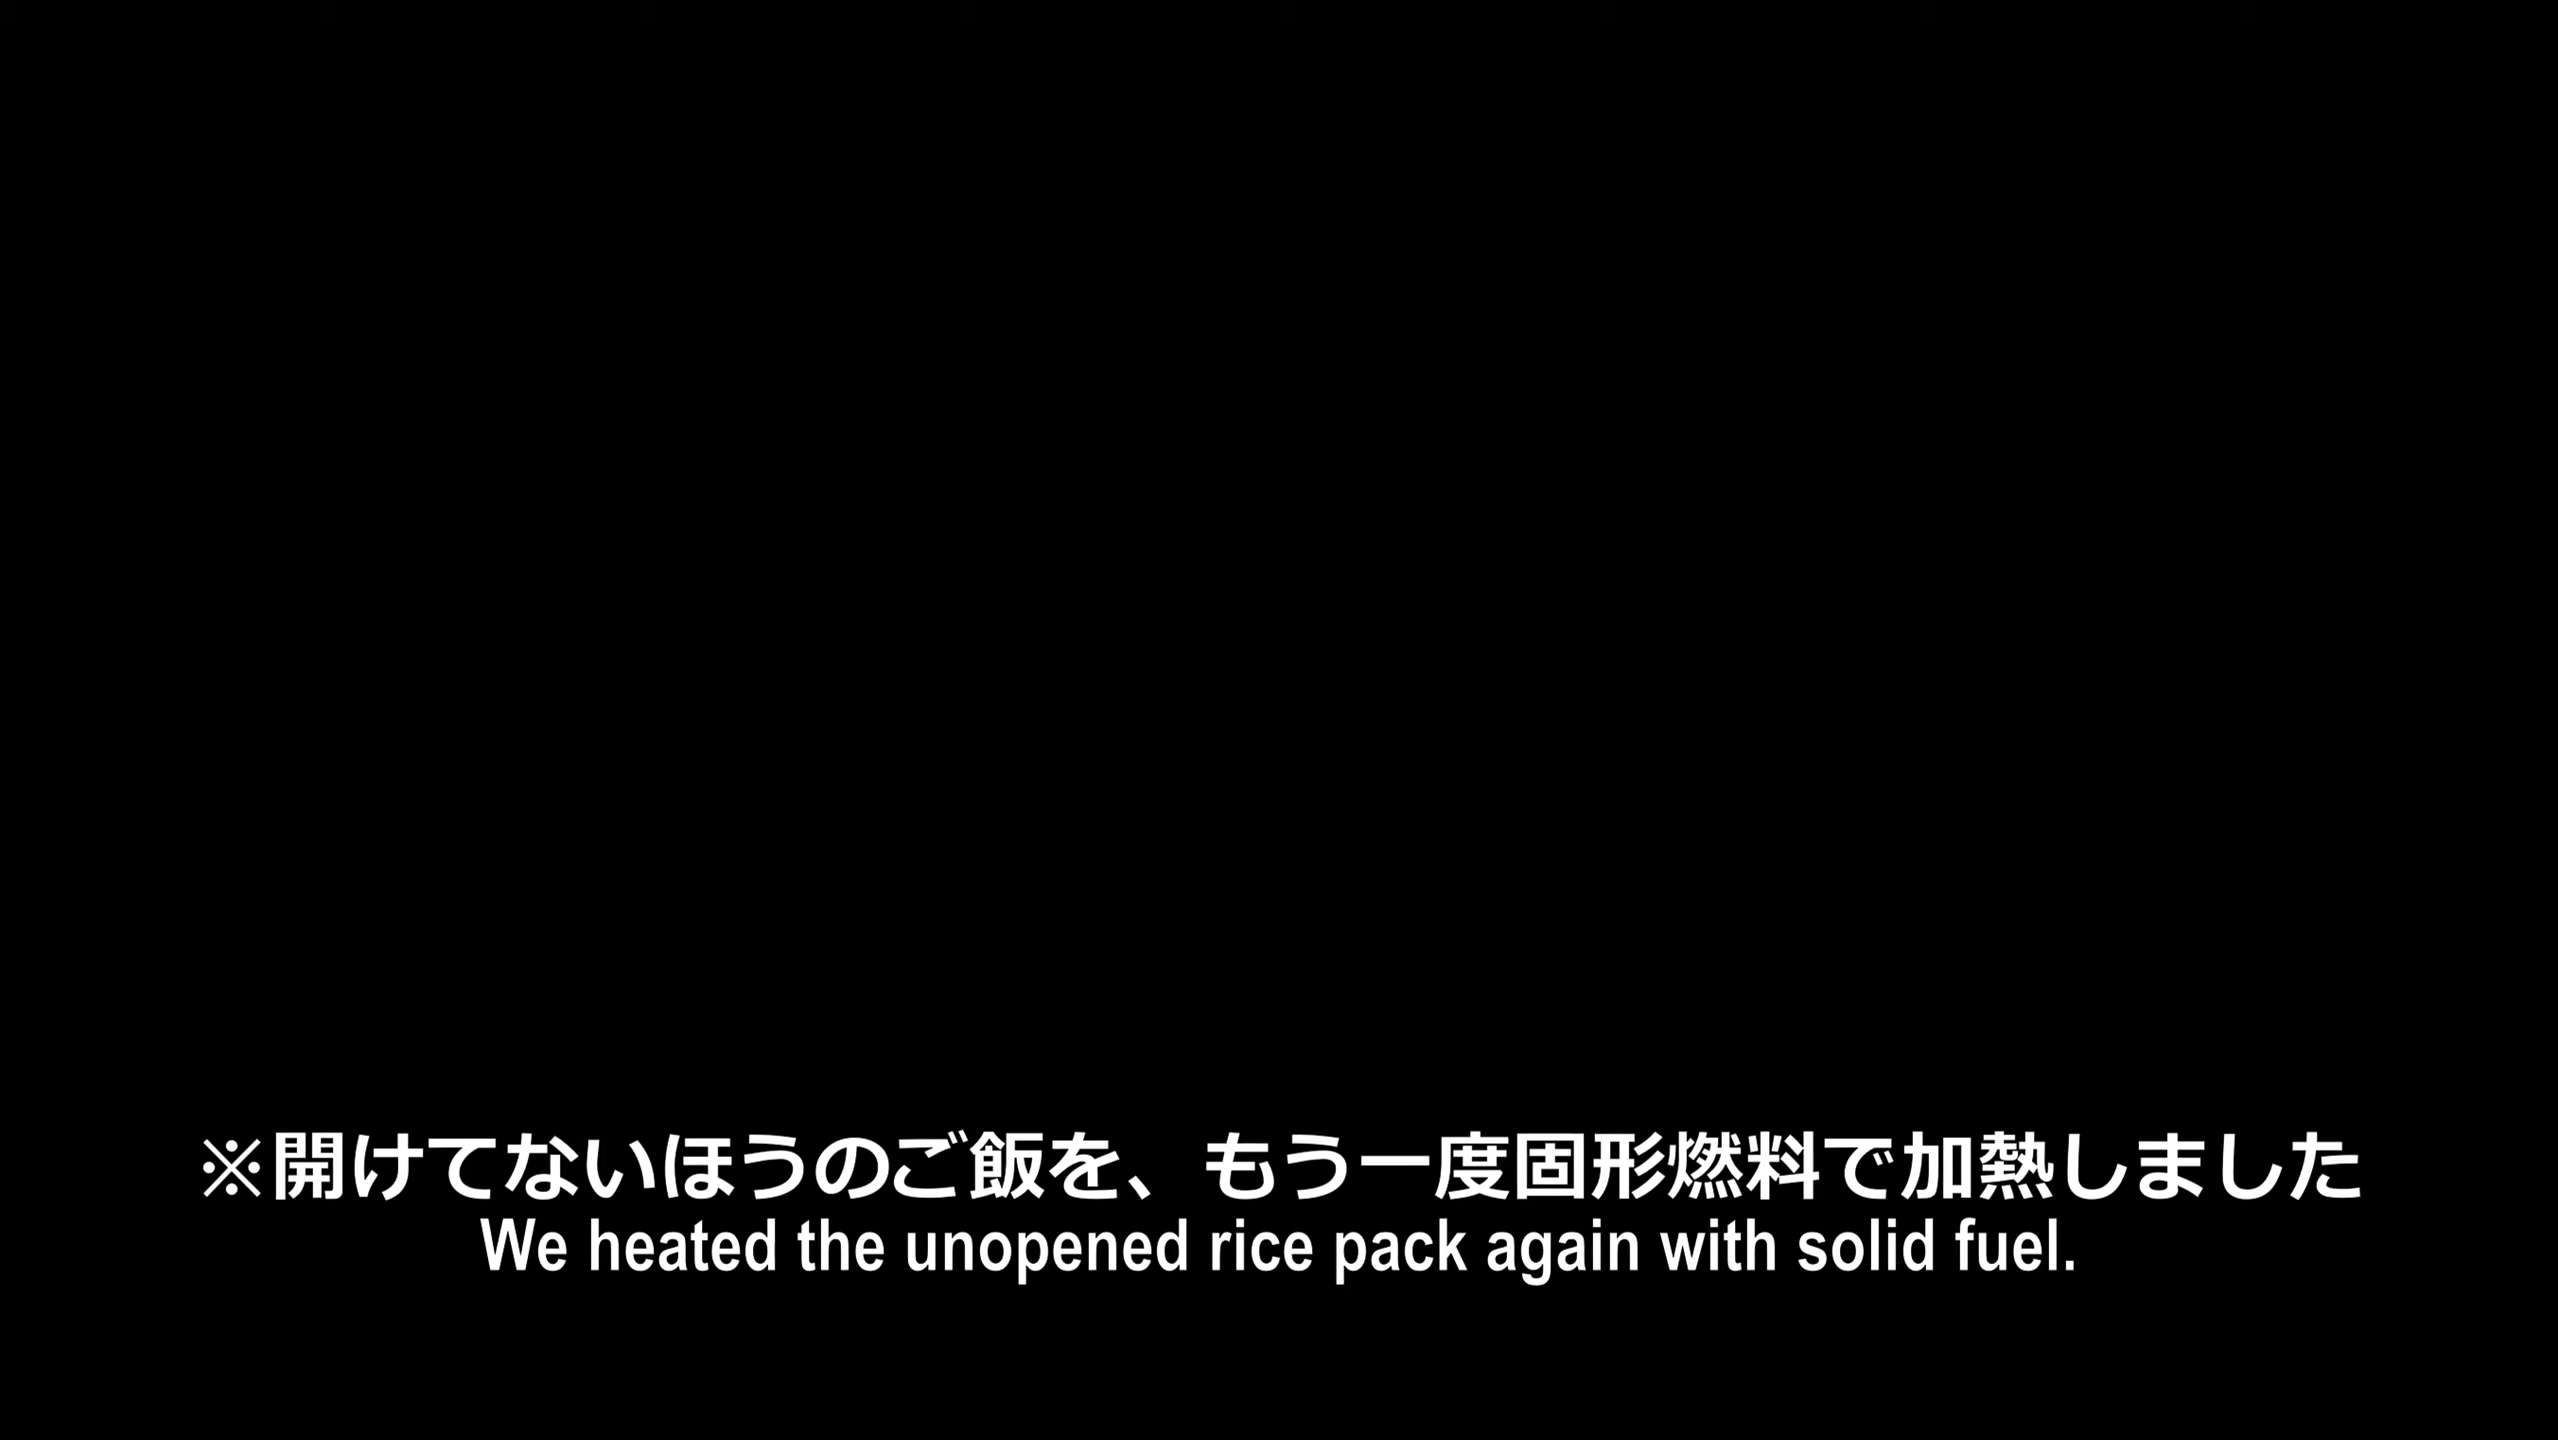 ※開けてないほうのご飯を、もう一度固形燃料で加熱しました
We heated the unopened rice pack again with solid fuel.